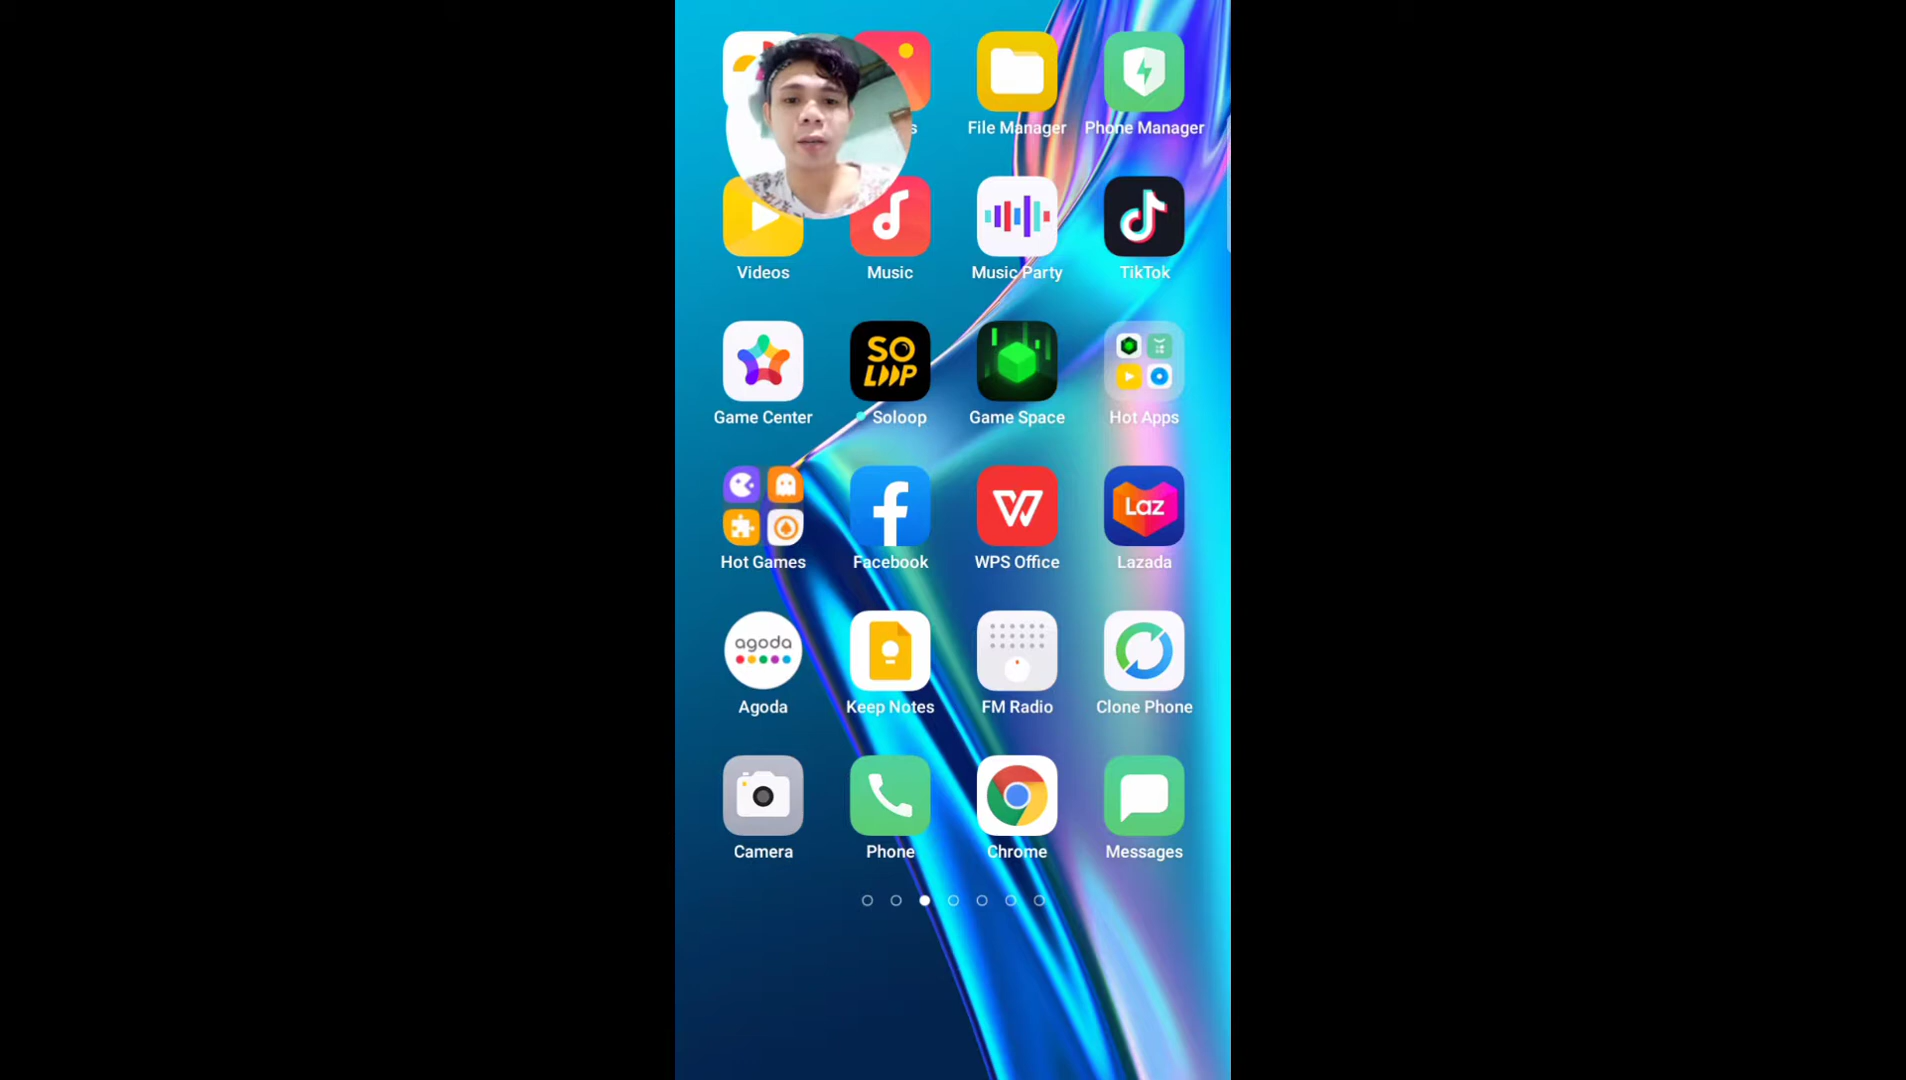 s
File Manager
Phone Manager
Videos
Music
Music Party
TikTok
SO
LOOP
Game Center
Soloop
Game Space
Hot Apps
Laz
Hot Games
Facebook
WPS Office
Lazada
agoda
Agoda
Keep Notes
FM Radio
Clone Phone
Camera
Phone
Chrome
Messages